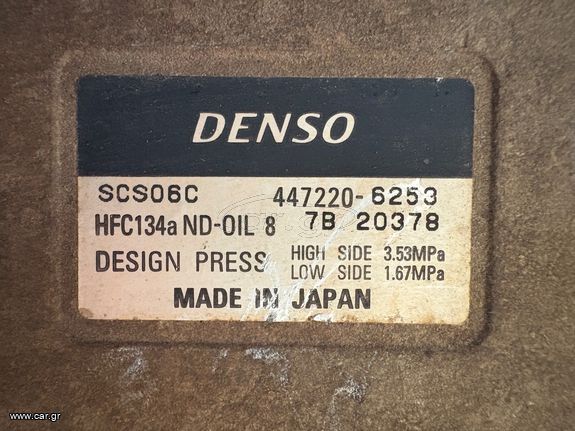 DENSO
SCS06C 447220-6253
HFC134a ND-OIL 8 7B 20378
DESIGN PRESS HIGH SIDE 3.53MPa
LOW SIDE 1.67MPa
MADE IN JAPAN
www.car.gr